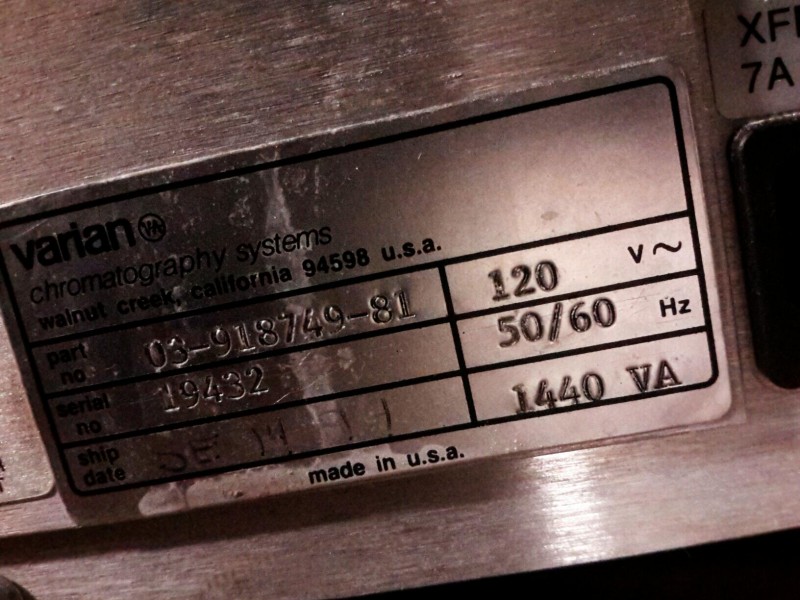 varian
chromatography systems
walnut creek, california 94598 u.s.a.
part no. 03-918749-81
serial no 19432
ship date
120 V~
50/60 Hz
1440 VA
made in u.s.a.
7A